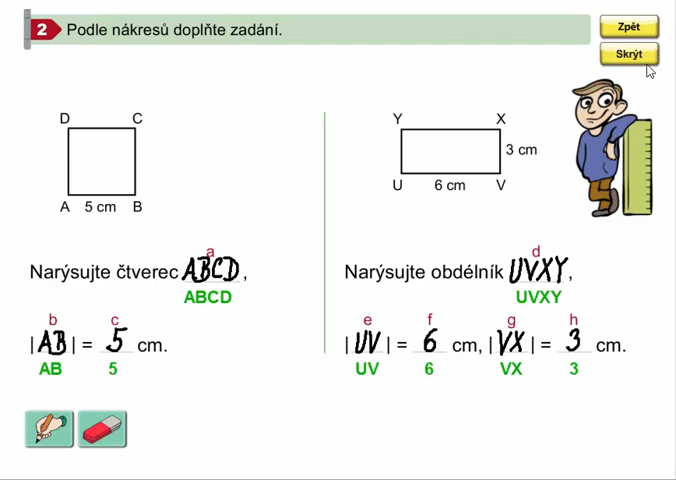 2 Podle nákresů doplňte zadání.
Zpět
Skrýt
D C
A 5 cm B
Y X
3 cm
U 6 cm V
a
Narýsujte čtverec ABCD,
ABCD
b c
|AB| = 5 cm.
AB 5
d
Narýsujte obdélník UVXY,
UVXY
e f g h
|UV| = 6 cm, |VX| = 3 cm.
UV 6 VX 3